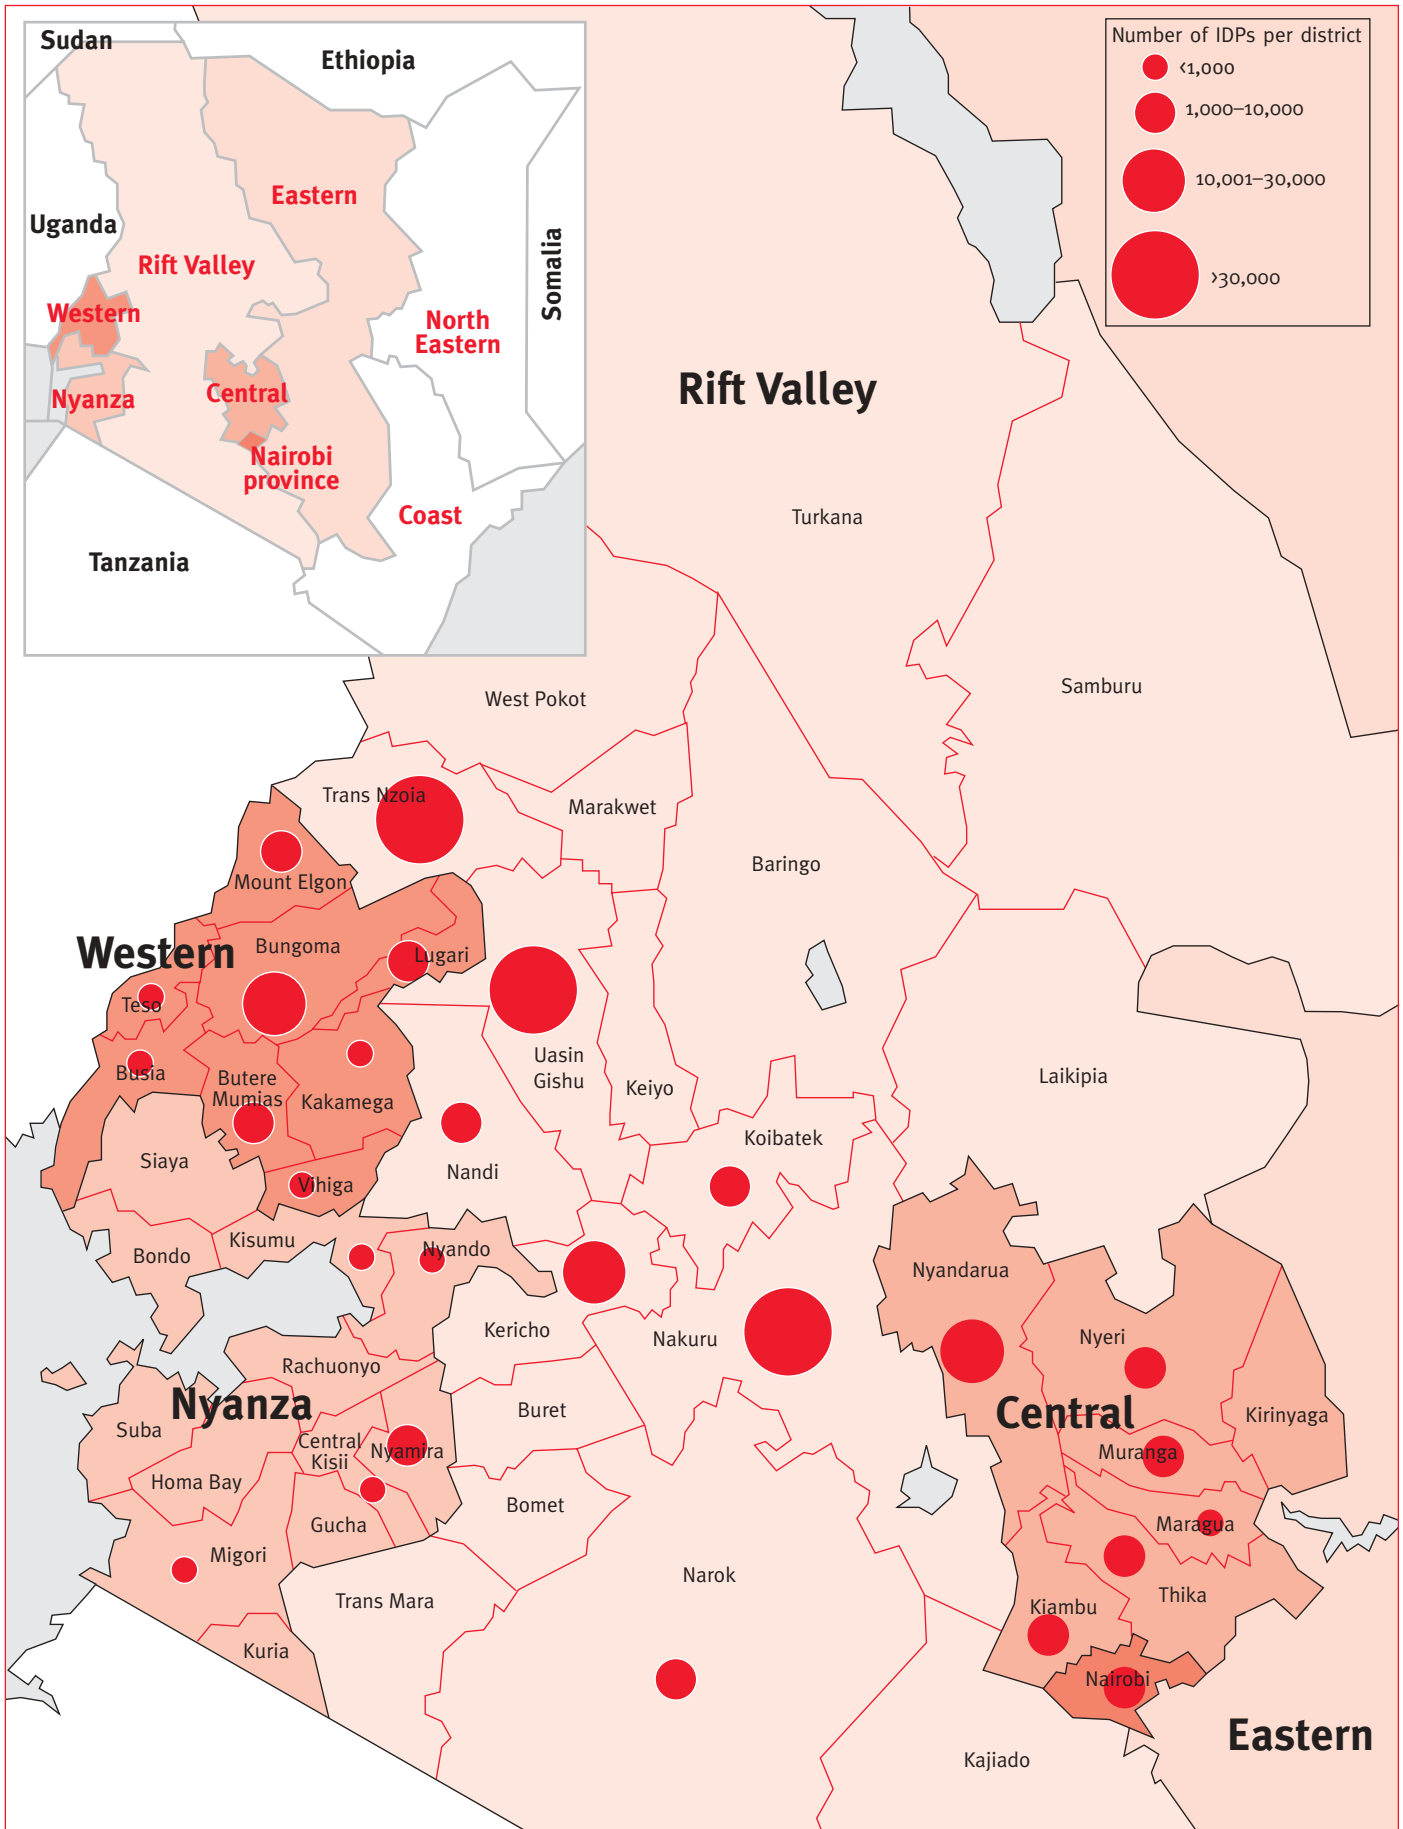 Sudan
Ethiopia
Uganda
Eastern
Rift Valley
Somalia
Western
North
Eastern
Nyanza
Central
Nairobi
province
Coast
Tanzania
Number of IDPs per district
<1,000
1,000–10,000
10,001–30,000
>30,000
Rift Valley
Turkana
Samburu
West Pokot
Trans Nzoia
Marakwet
Baringo
Mount Elgon
Western
Bungoma
Lugari
Teso
Uasin
Gishu
Busia
Butere
Mumias
Kakamega
Keiyo
Laikipia
Koibatek
Siaya
Nandi
Vihiga
Kisumu
Nyando
Bondo
Nyandarua
Kericho
Nakuru
Nyeri
Rachuonyo
Nyanza
Central
Suba
Buret
Kirinyaga
Central
Kisii
Nyamira
Muranga
Homa Bay
Bomet
Gucha
Maragua
Migori
Narok
Thika
Trans Mara
Kiambu
Kuria
Nairobi
Eastern
Kajiado